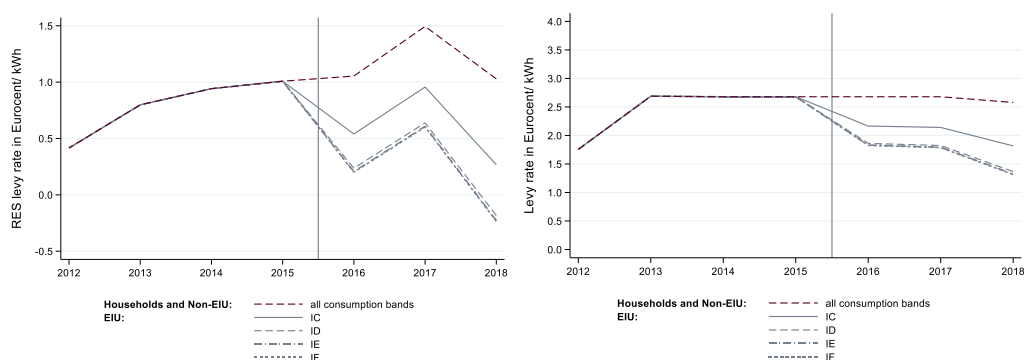 RES levy rate in Eurocent/ kWh
1.5
1.0
0.5
0.0
-0.5
2012 2013 2014 2015 2016 2017 2018
Households and Non-EIU: all consumption bands
EIU: IC
ID
IE
IF
Levy rate in Eurocent/ kWh
4.0
3.5
3.0
2.5
2.0
1.5
1.0
0.5
0.0
2012 2013 2014 2015 2016 2017 2018
Households and Non-EIU: all consumption bands
EIU: IC
ID
IE
IF